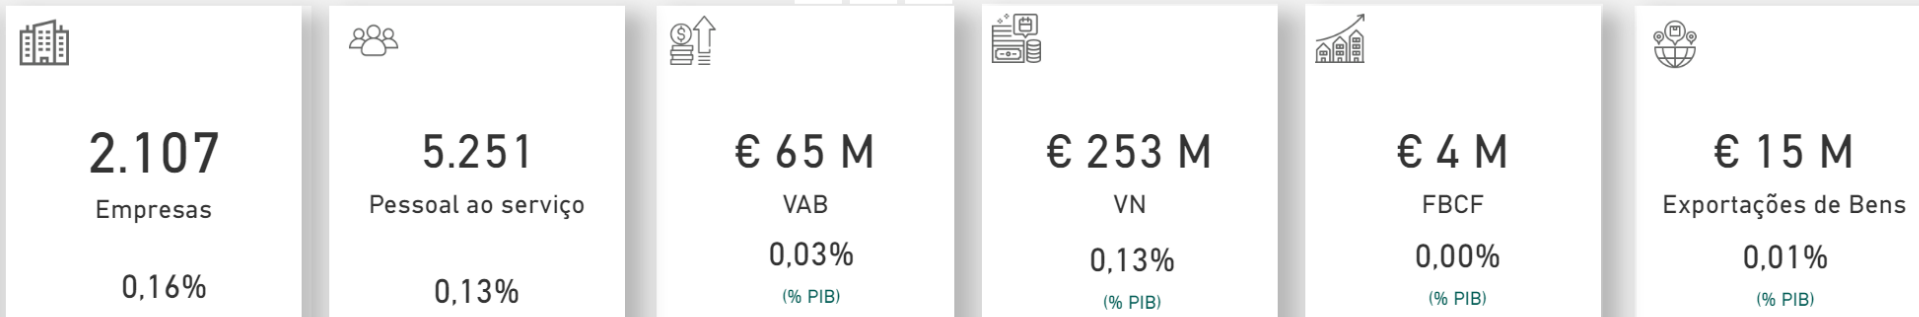 2.107
Empresas
0,16%
5.251
Pessoal ao serviço
0,13%
€ 65 M
VAB
0,03%
(% PIB)
€ 253 M
VN
0,13%
(% PIB)
€ 4 M
FBCF
0,00%
(% PIB)
€ 15 M
Exportações de Bens
0,01%
(% PIB)